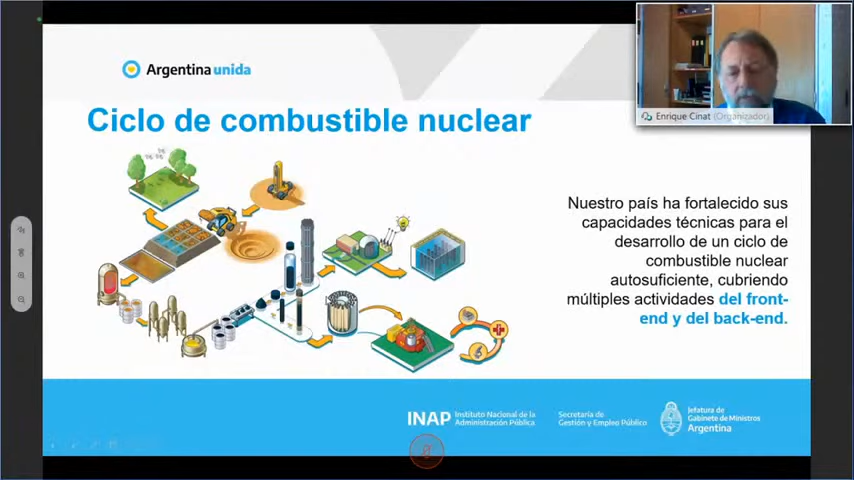 Argentina unida
Enrique Cinat (Organizador)
Ciclo de combustible nuclear
Nuestro país ha fortalecido sus
capacidades técnicas para el
desarrollo de un ciclo de
combustible nuclear
autosuficiente, cubriendo
múltiples actividades del front-
end y del back-end.
INAP
Instituto Nacional de la
Administración Pública
Secretaría de
Gestión y Empleo Público
Jefatura de
Gabinete de Ministros
Argentina